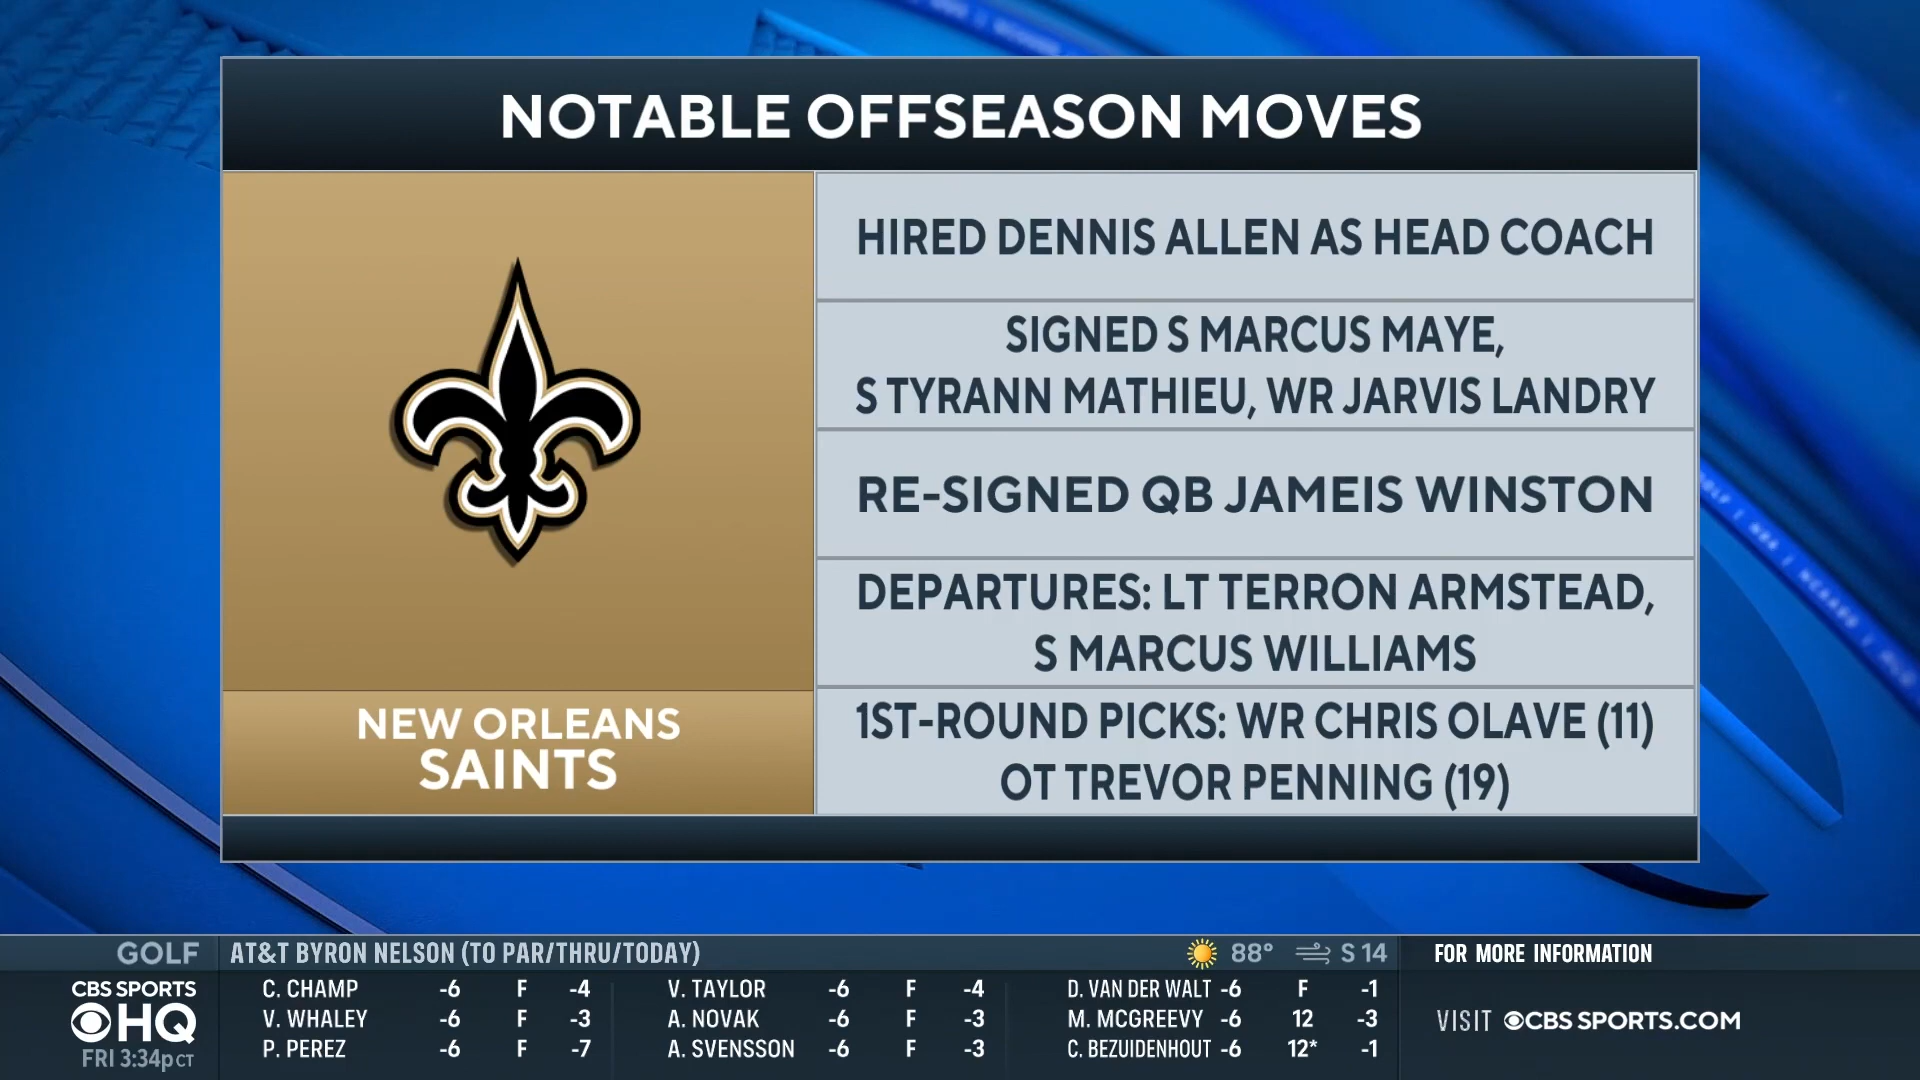 NOTABLE OFFSEASON MOVES
NEW ORLEANS
SAINTS
HIRED DENNIS ALLEN AS HEAD COACH
SIGNED S MARCUS MAYE,
S TYRANN MATHIEU, WR JARVIS LANDRY
RE-SIGNED QB JAMEIS WINSTON
DEPARTURES: LT TERRON ARMSTEAD,
S MARCUS WILLIAMS
1ST-ROUND PICKS: WR CHRIS OLAVE (11)
OT TREVOR PENNING (19)
GOLF AT&T BYRON NELSON (TO PAR/THRU/TODAY) 88° S 14
CBS SPORTS
HQ
FRI 3:34p CT
C. CHAMP -6 F -4
V. WHALEY -6 F -3
P. PEREZ -6 F -7
V. TAYLOR -6 F -4
A. NOVAK -6 F -3
A. SVENSSON -6 F -3
D. VAN DER WALT -6 F -1
M. MCGREEVY -6 12 -3
C. BEZUIDENHOUT -6 12* -1
FOR MORE INFORMATION
VISIT CBS SPORTS.COM